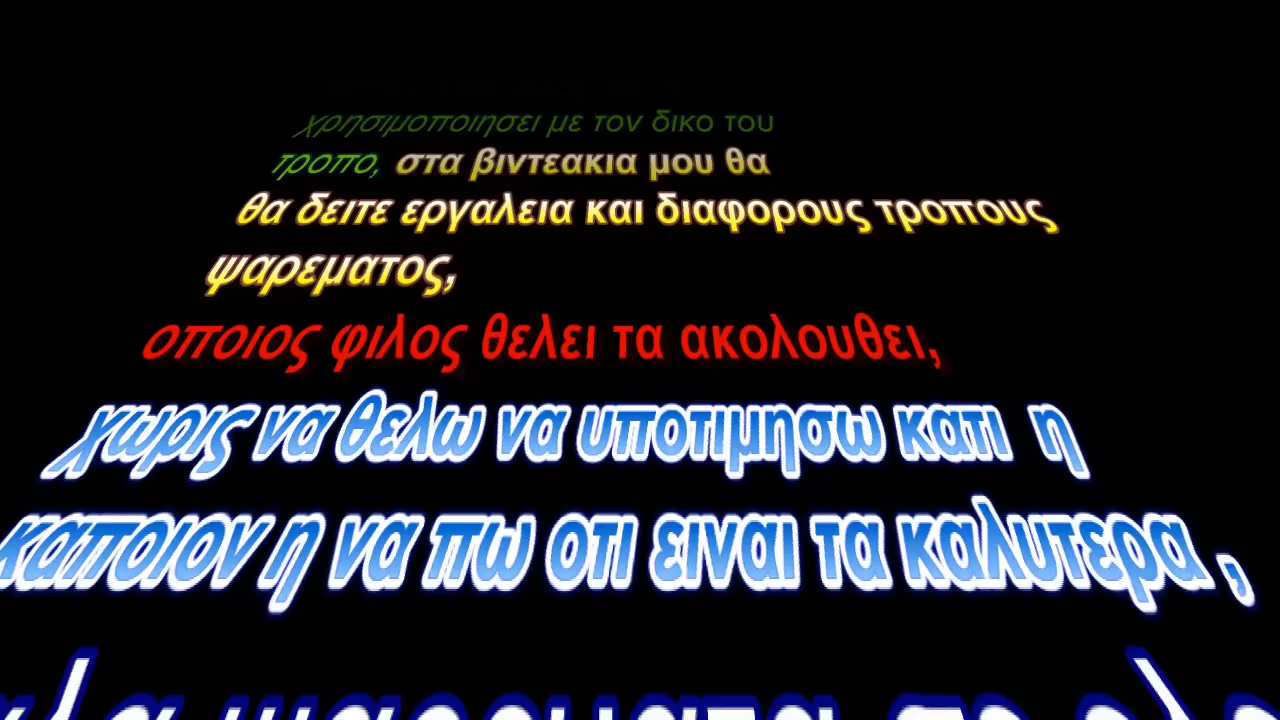 χρησιμοποιησει με τον δικο του
τροπο, στα βιντεακια μου θα
θα δειτε εργαλεια και διαφορους τροπους
ψαρεματος,
οποιος φιλος θελει τα ακολουθει,
χωρις να θελω να υποτιμησω κατι η
καποιον η να πω οτι ειναι τα καλυτερα ,